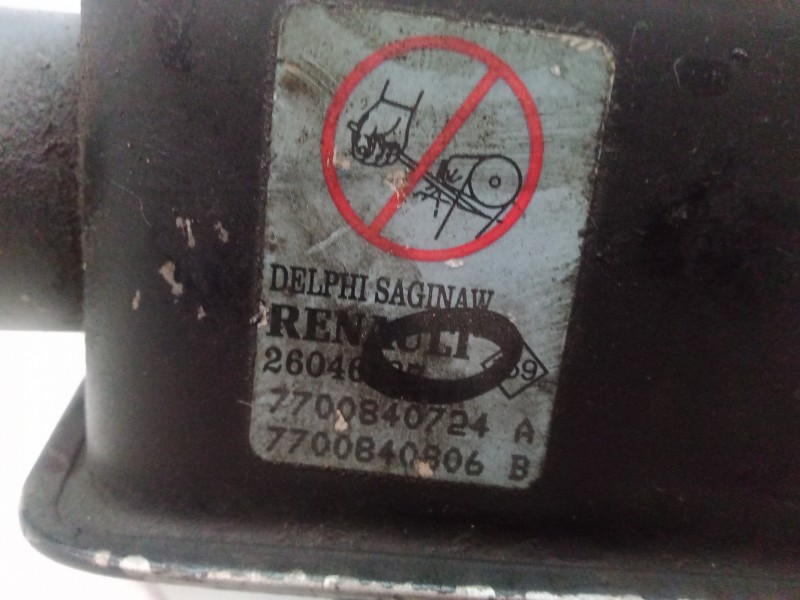 DELPHI SAGINAW
RENAULT
7700840724 A
7700840806 B